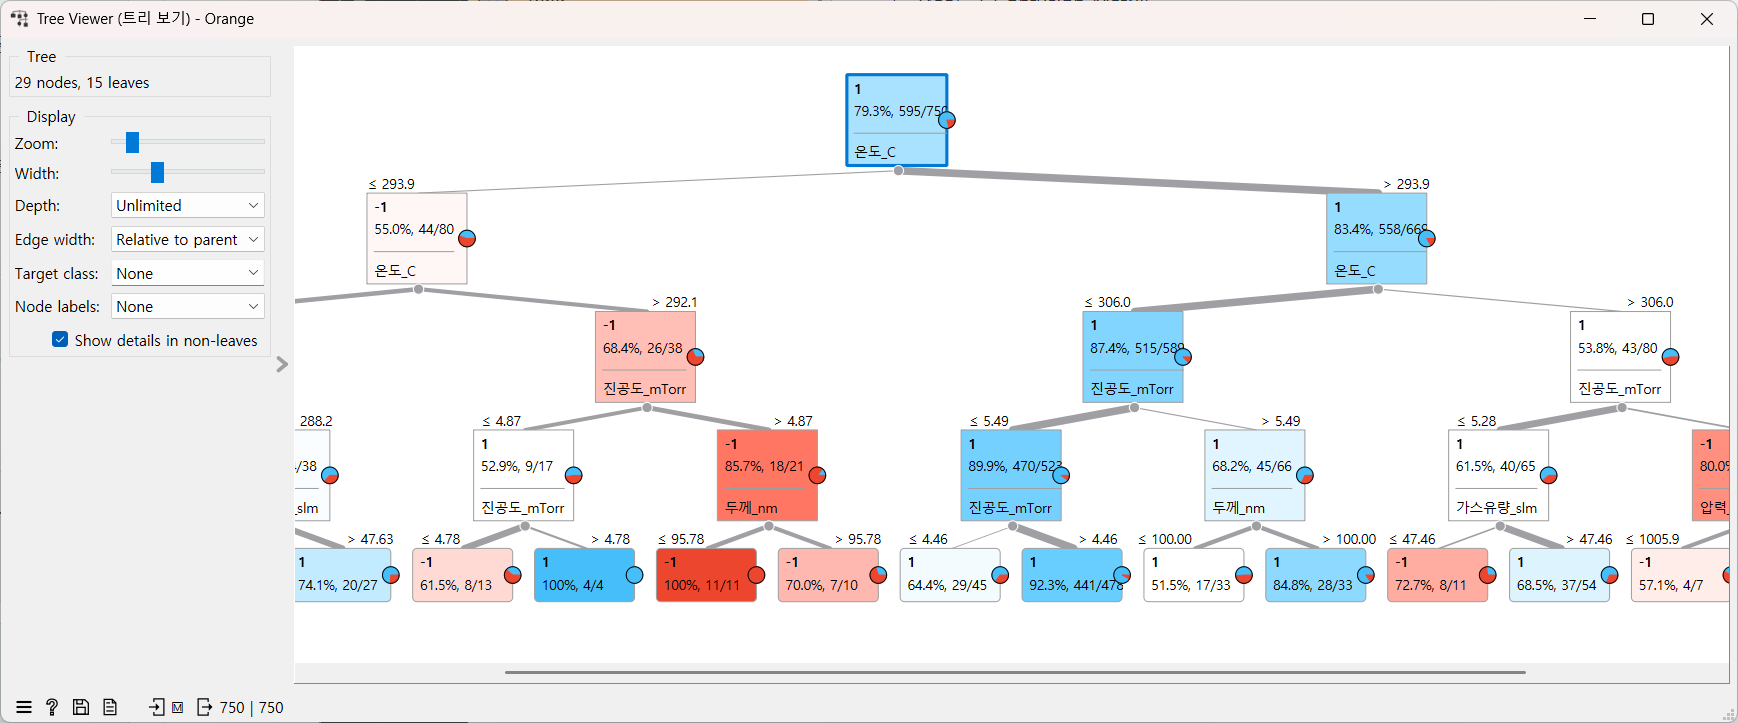 Tree Viewer (트리 보기) - Orange
Tree
29 nodes, 15 leaves
Display
Zoom:
Width:
Depth: Unlimited
Edge width: Relative to parent
Target class: None
Node labels: None
Show details in non-leaves
1
79.3%, 595/750
온도_C
≤ 293.9
> 293.9
-1
55.0%, 44/80
온도_C
1
83.4%, 558/669
온도_C
> 292.1
≤ 306.0
> 306.0
-1
68.4%, 26/38
진공도_mTorr
1
87.4%, 515/589
진공도_mTorr
1
53.8%, 43/80
진공도_mTorr
288.2
≤ 4.87
> 4.87
≤ 5.49
> 5.49
≤ 5.28
/38
_slm
1
52.9%, 9/17
진공도_mTorr
-1
85.7%, 18/21
두께_nm
1
89.9%, 470/523
진공도_mTorr
1
68.2%, 45/66
두께_nm
1
61.5%, 40/65
가스유량_slm
-1
80.0%
압력_
> 47.63
≤ 4.78
> 4.78
≤ 95.78
> 95.78
≤ 4.46
> 4.46
≤ 100.00
> 100.00
≤ 47.46
> 47.46
≤ 1005.9
1
74.1%, 20/27
-1
61.5%, 8/13
1
100%, 4/4
-1
100%, 11/11
-1
70.0%, 7/10
1
64.4%, 29/45
1
92.3%, 441/478
1
51.5%, 17/33
1
84.8%, 28/33
-1
72.7%, 8/11
1
68.5%, 37/54
-1
57.1%, 4/7
M
750 | 750